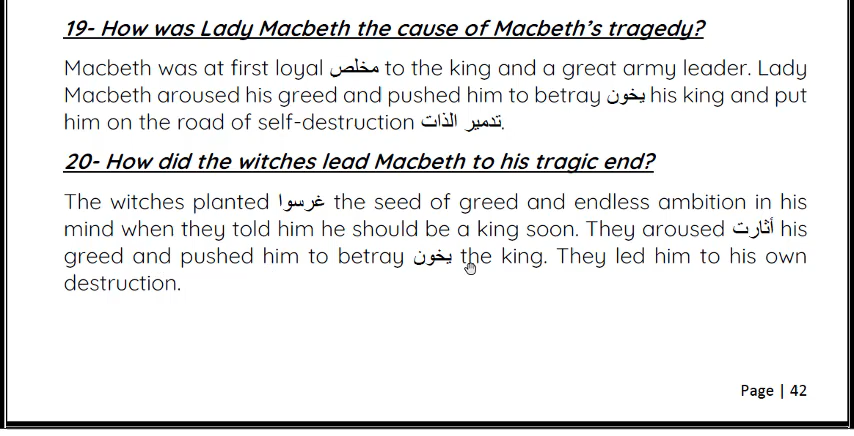 19- How was Lady Macbeth the cause of Macbeth's tragedy?
Macbeth was at first loyal مخلص to the king and a great army leader. Lady
Macbeth aroused his greed and pushed him to betray يخون his king and put
him on the road of self-destruction تدمير الذات.
20- How did the witches lead Macbeth to his tragic end?
The witches planted غرسوا the seed of greed and endless ambition in his
mind when they told him he should be a king soon. They aroused أثارت his
greed and pushed him to betray يخون the king. They led him to his own
destruction.
Page | 42